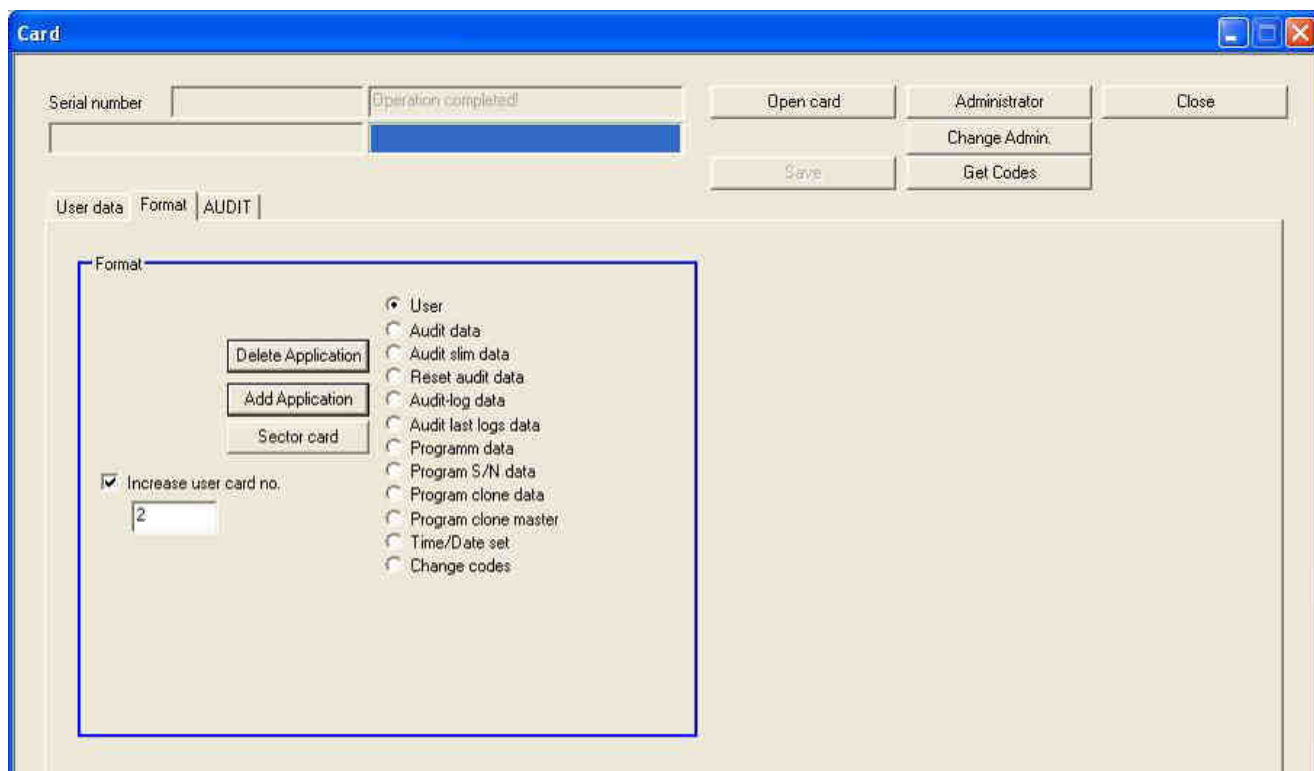 Card
Serial number Operation completed! Open card Administrator Close
Change Admin.
Save Get Codes
User data Format AUDIT
Format
User
Audit data
Delete Application Audit slim data
Reset audit data
Add Application Audit-log data
Audit last logs data
Sector card Programm data
Program S/N data
Increase user card no. Program clone data
2 Program clone master
Time/Date set
Change codes